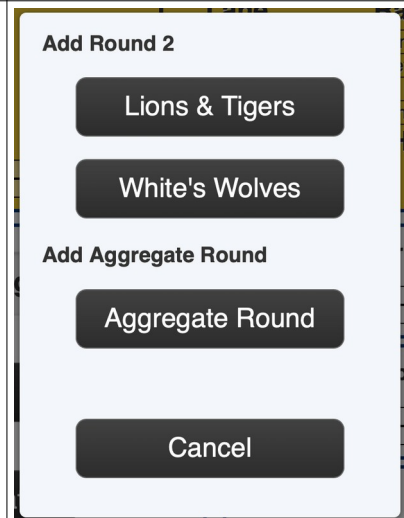 Add Round 2
Lions & Tigers
White's Wolves
Add Aggregate Round
Aggregate Round
Cancel